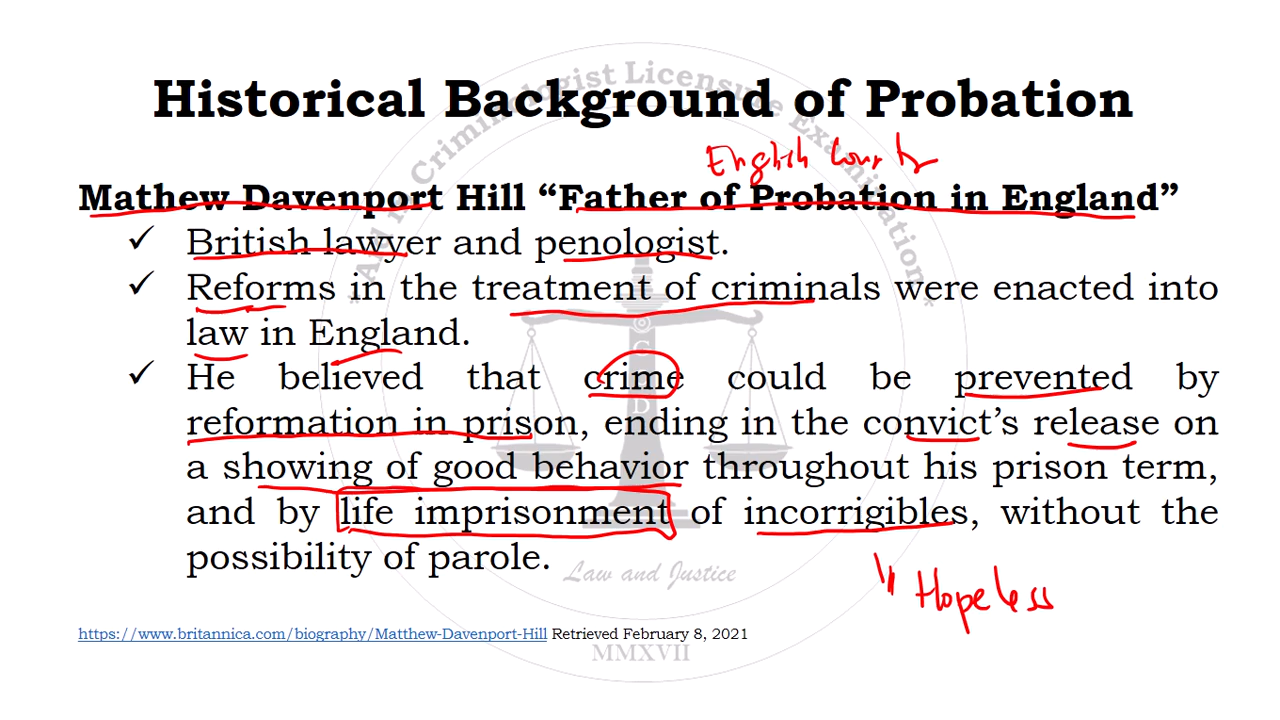 Historical Background of Probation
English Court
Mathew Davenport Hill “Father of Probation in England”
✓ British lawyer and penologist.
✓ Reforms in the treatment of criminals were enacted into
law in England.
✓ He believed that crime could be prevented by
reformation in prison, ending in the convict’s release on
a showing of good behavior throughout his prison term,
and by life imprisonment of incorrigibles, without the
possibility of parole.
Law and Justice
Hopeless
https://www.britannica.com/biography/Matthew-Davenport-Hill Retrieved February 8, 2021
MMXVII
Criminologist Licensure Examination